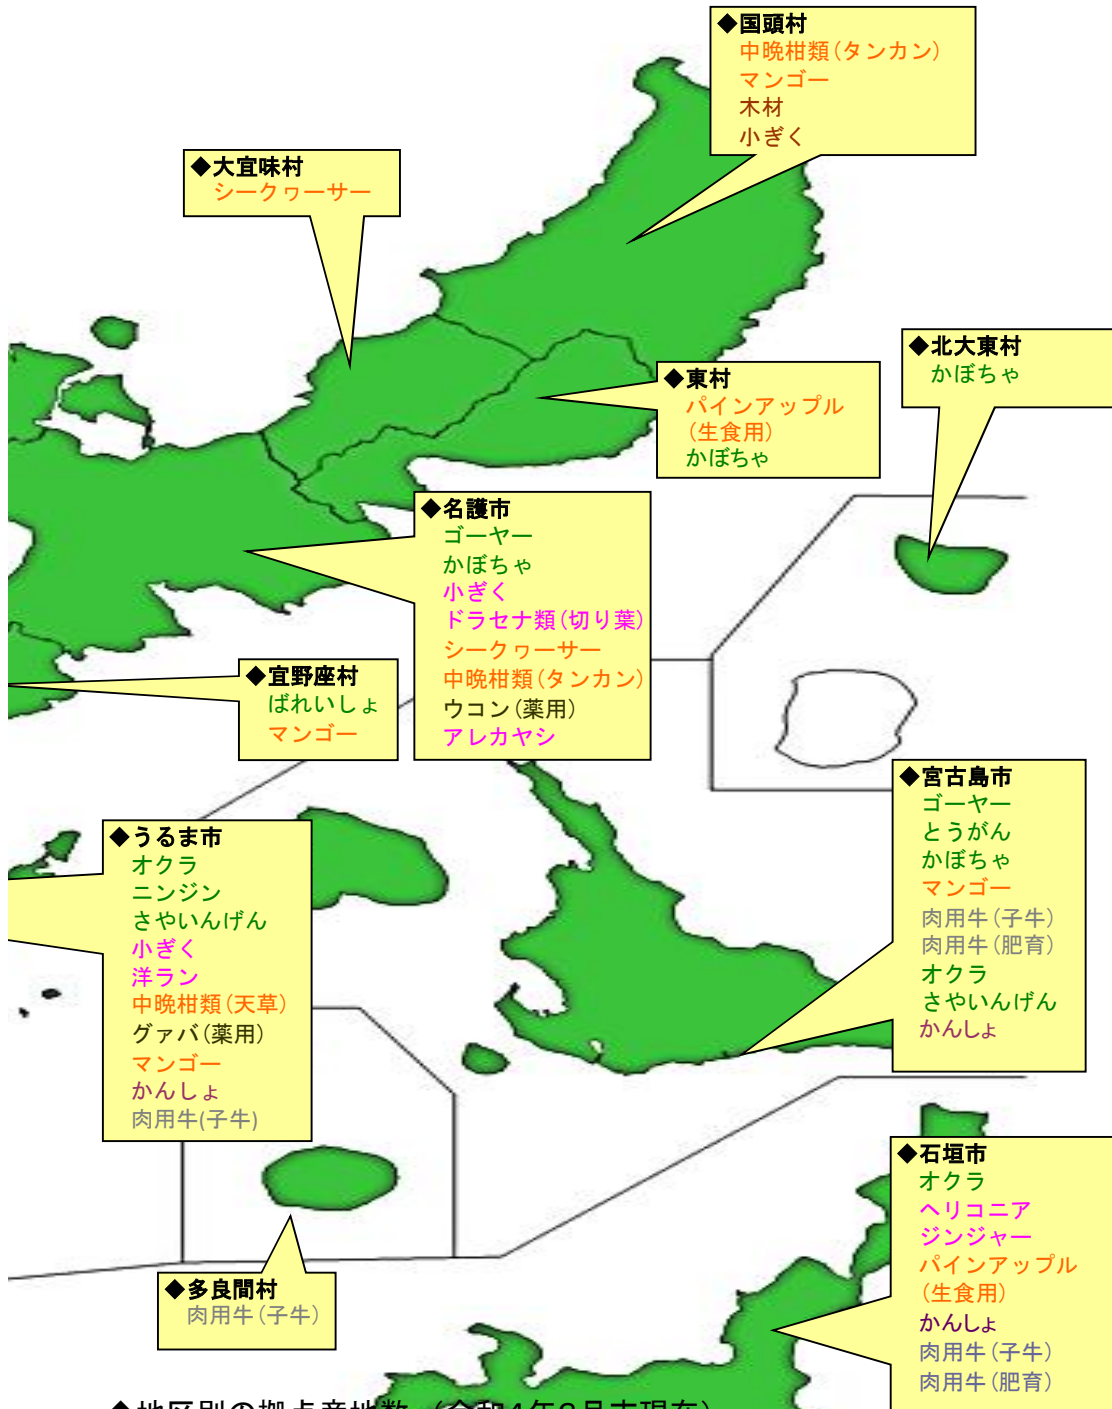 ◆国頭村
中晩柑類(タンカン)
マンゴー
木材
小ぎく
◆大宜味村
シークヮーサー
◆北大東村
かぼちゃ
◆東村
パインアップル
(生食用)
かぼちゃ
◆名護市
ゴーヤー
かぼちゃ
小ぎく
ドラセナ類(切り葉)
シークヮーサー
中晩柑類(タンカン)
ウコン(薬用)
アレカヤシ
◆宜野座村
ばれいしょ
マンゴー
◆宮古島市
ゴーヤー
とうがん
かぼちゃ
マンゴー
肉用牛(子牛)
肉用牛(肥育)
オクラ
さやいんげん
かんしょ
◆うるま市
オクラ
ニンジン
さやいんげん
小ぎく
洋ラン
中晩柑類(天草)
グァバ(薬用)
マンゴー
かんしょ
肉用牛(子牛)
◆石垣市
オクラ
ヘリコニア
ジンジャー
パインアップル
(生食用)
かんしょ
肉用牛(子牛)
肉用牛(肥育)
◆多良間村
肉用牛(子牛)